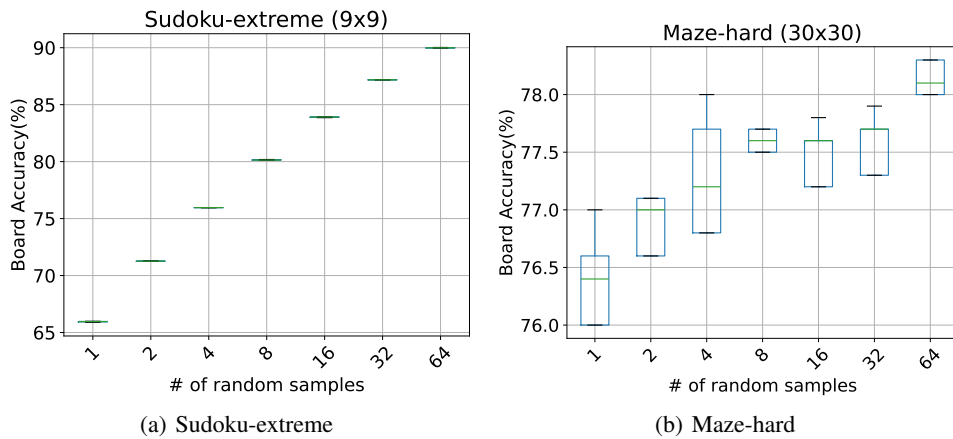 Sudoku-extreme (9x9)
Board Accuracy(%)
90
85
80
75
70
65
1 2 4 8 16 32 64
# of random samples
(a) Sudoku-extreme
Maze-hard (30x30)
Board Accuracy(%)
78.0
77.5
77.0
76.5
76.0
1 2 4 8 16 32 64
# of random samples
(b) Maze-hard